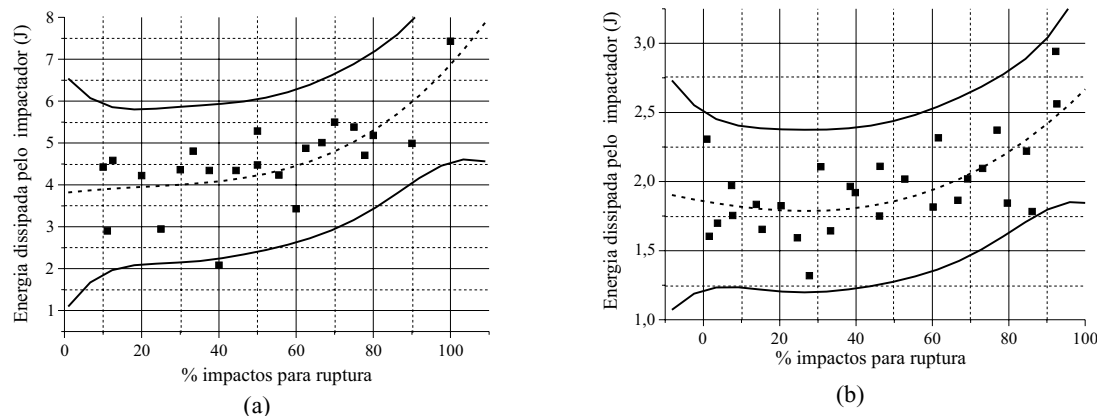 Energia dissipada pelo impactador (J)
8
7
6
5
4
3
2
1
0 20 40 60 80 100
% impactos para ruptura
(a)
Energia dissipada pelo impactador (J)
3,0
2,5
2,0
1,5
1,0
0 20 40 60 80 100
% impactos para ruptura
(b)